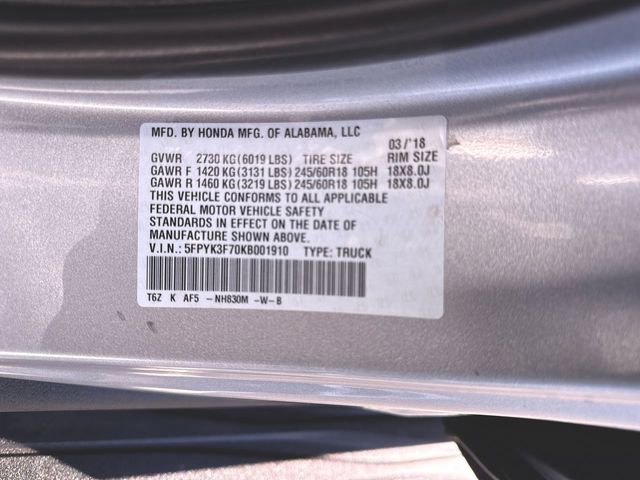 MFD. BY HONDA MFG. OF ALABAMA, LLC
03/'18
GVWR 2730 KG(6019 LBS) TIRE SIZE RIM SIZE
GAWR F 1420 KG(3131 LBS) 245/60R18 105H 18X8.0J
GAWR R 1460 KG(3219 LBS) 245/60R18 105H 18X8.0J
THIS VEHICLE CONFORMS TO ALL APPLICABLE
FEDERAL MOTOR VEHICLE SAFETY
STANDARDS IN EFFECT ON THE DATE OF
MANUFACTURE SHOWN ABOVE.
V.I.N.: 5FPYK3F70KB001910 TYPE: TRUCK
T6Z K AF5 -NH830M -W-B